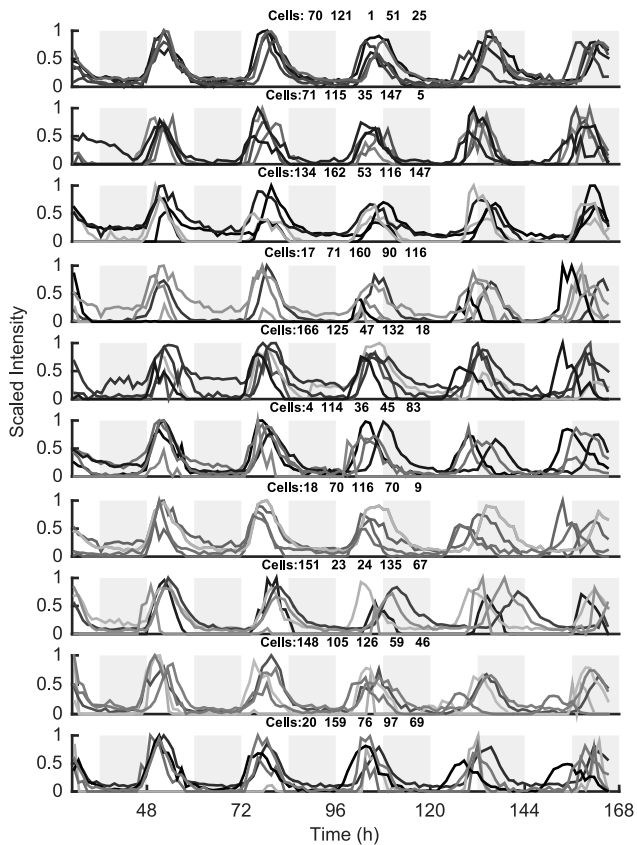 Cells: 70 121 1 51 25
1
0.5
0
Cells:71 115 35 147 5
1
0.5
0
Cells:134 162 53 116 147
1
0.5
0
Cells:17 71 160 90 116
1
0.5
0
Cells:166 125 47 132 18
1
0.5
0
Cells:4 114 36 45 83
1
0.5
0
Cells:18 70 116 70 9
1
0.5
0
Cells:151 23 24 135 67
1
0.5
0
Cells:148 105 126 59 46
1
0.5
0
Cells:20 159 76 97 69
1
0.5
0
Scaled Intensity
48 72 96 120 144 168
Time (h)